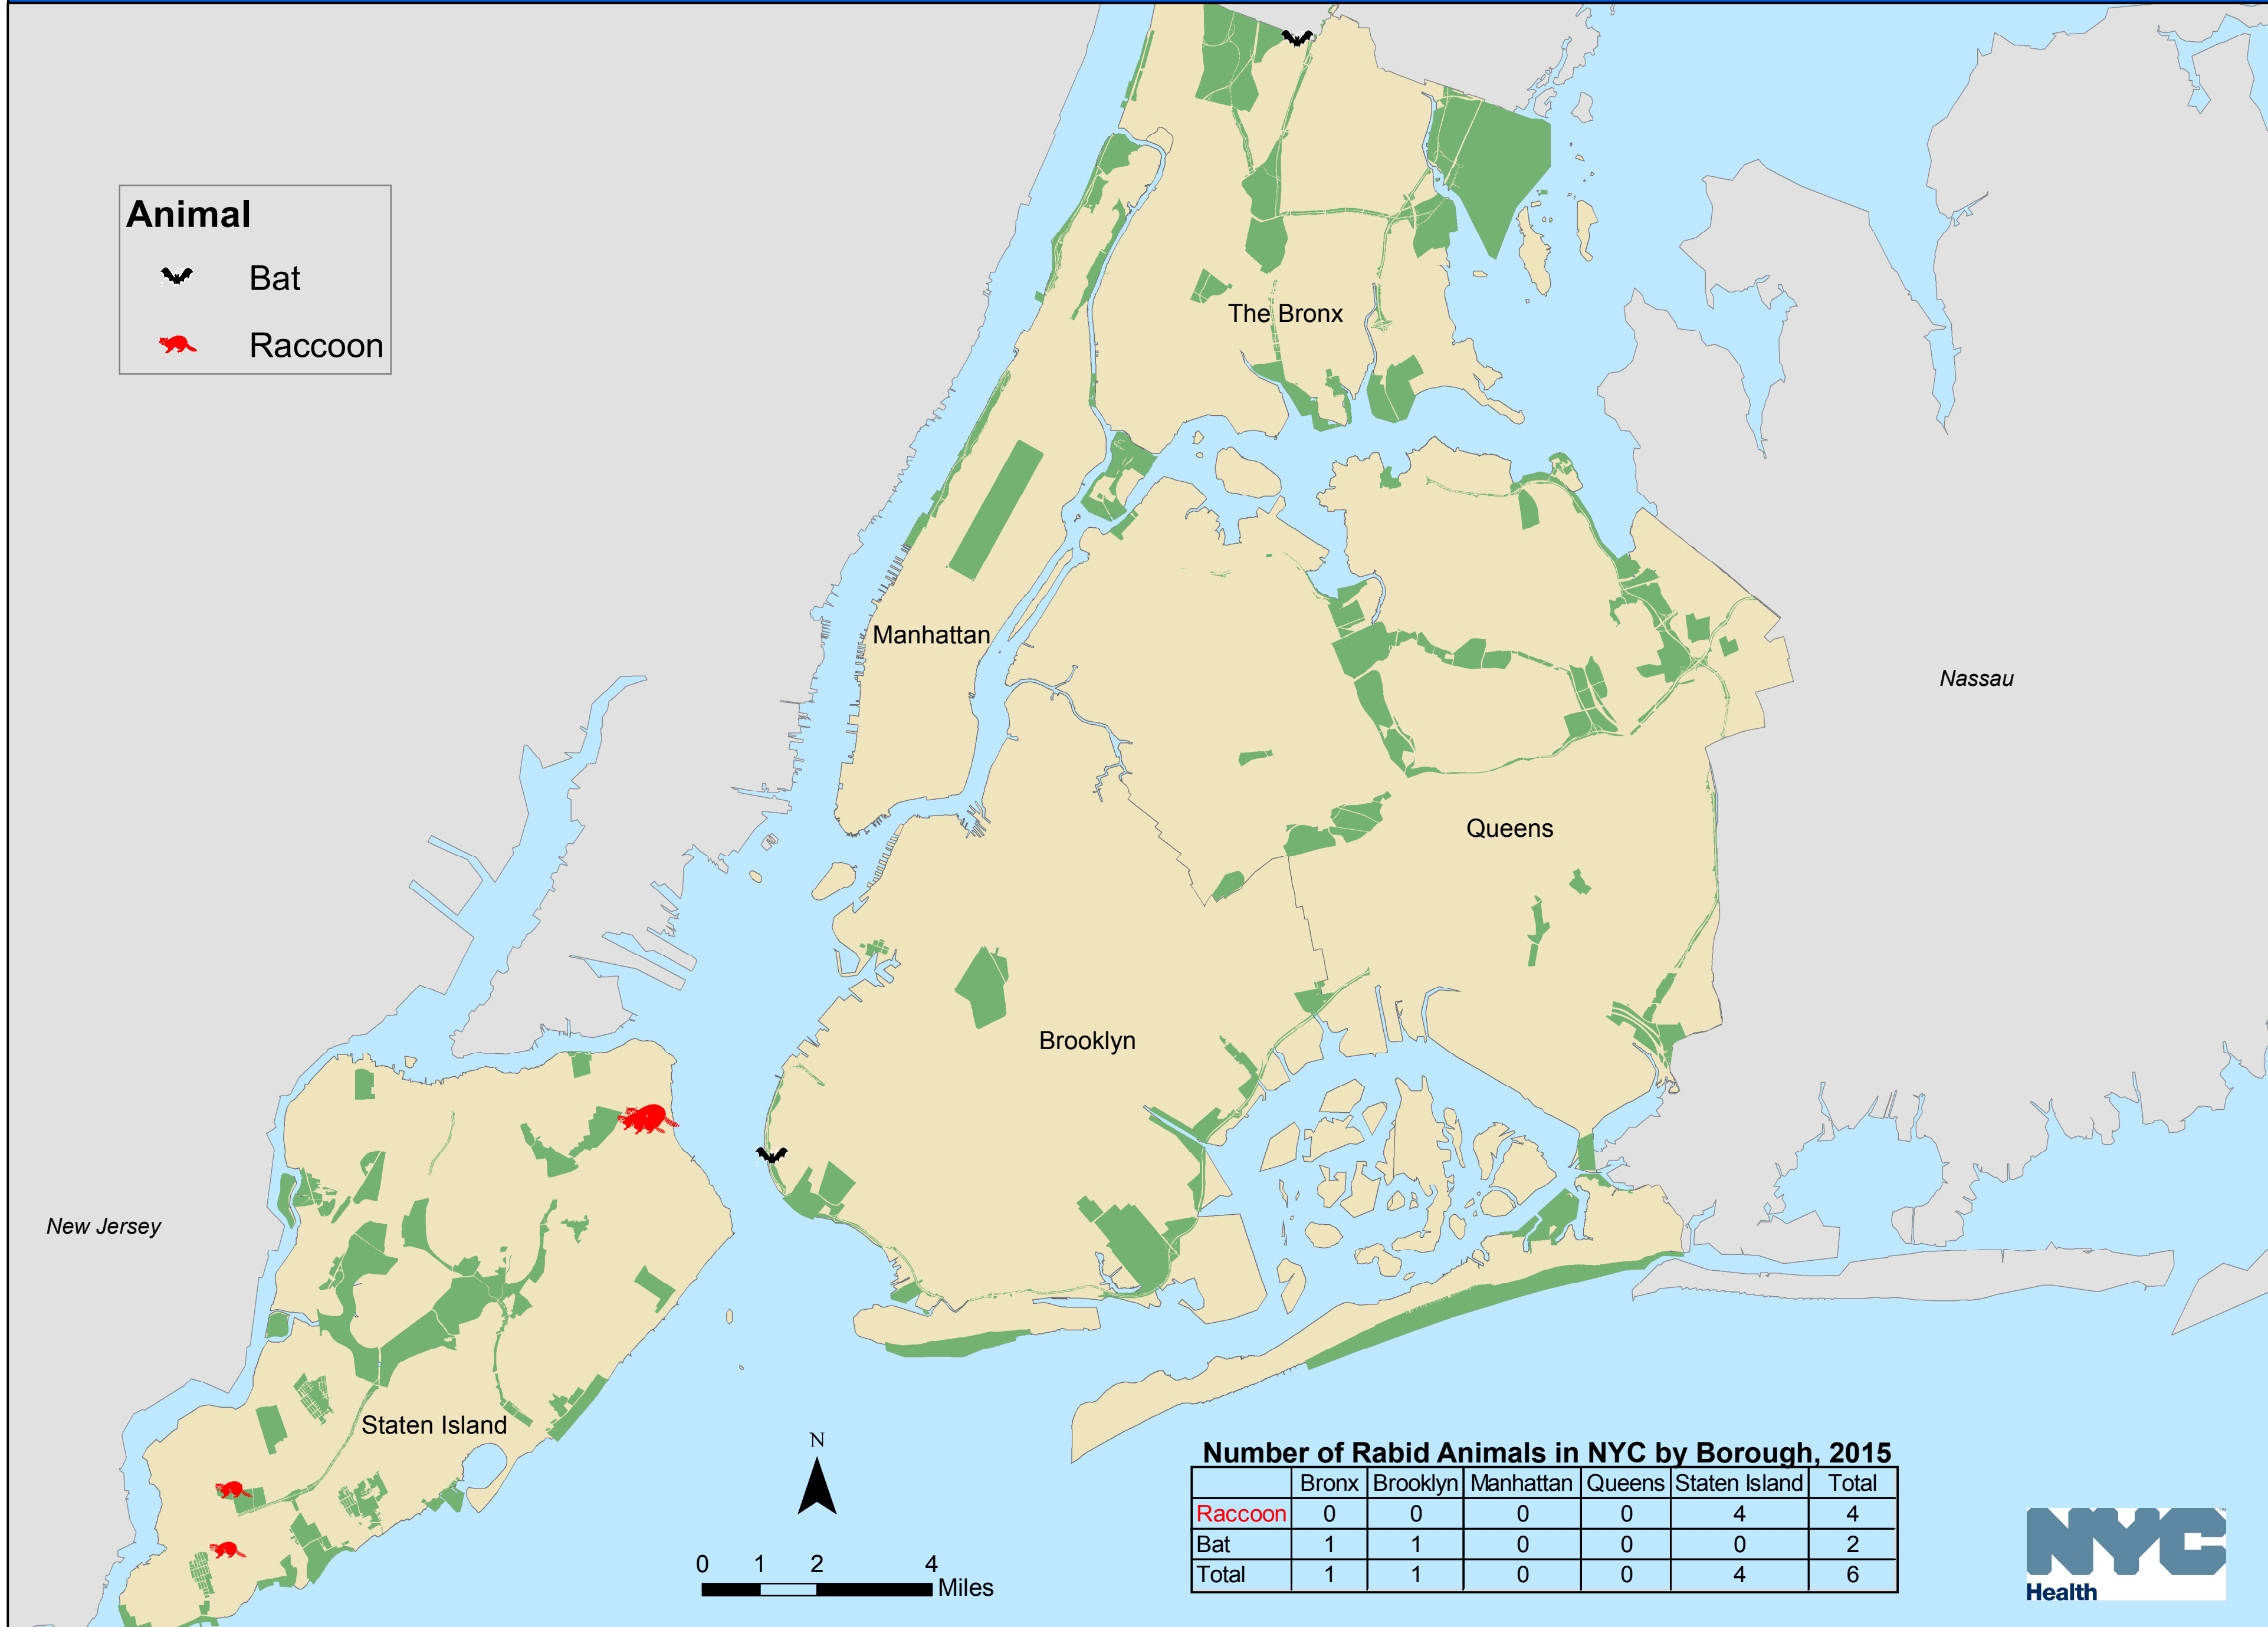 Animal
Bat
Raccoon
The Bronx
Manhattan
Nassau
Queens
Brooklyn
New Jersey
Staten Island
N
0 1 2 4
Miles
Number of Rabid Animals in NYC by Borough, 2015
Bronx Brooklyn Manhattan Queens Staten Island Total
Raccoon 0 0 0 0 4 4
Bat 1 1 0 0 0 2
Total 1 1 0 0 4 6
NYC™
Health